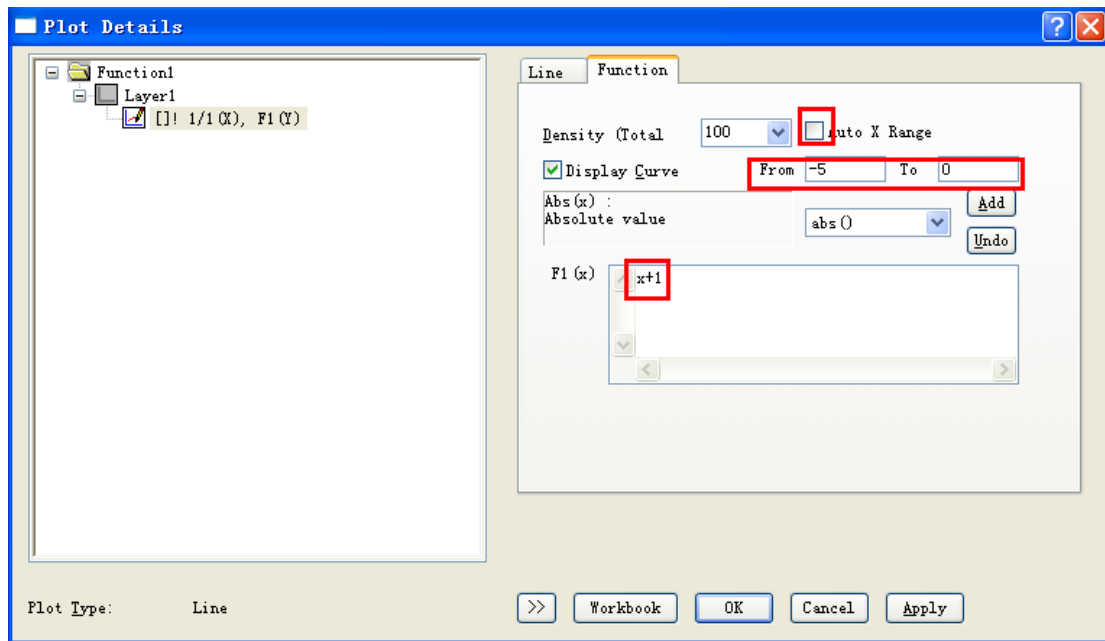 Plot Details
Function1
Layer1
[]! 1/1(X), F1(Y)
Line Function
Density (Total 100 Auto X Range
Display Curve From -5 To 0
Abs(x) :
Absolute value
abs() Add
Undo
F1(x) x+1
Plot Type: Line >> Workbook OK Cancel Apply